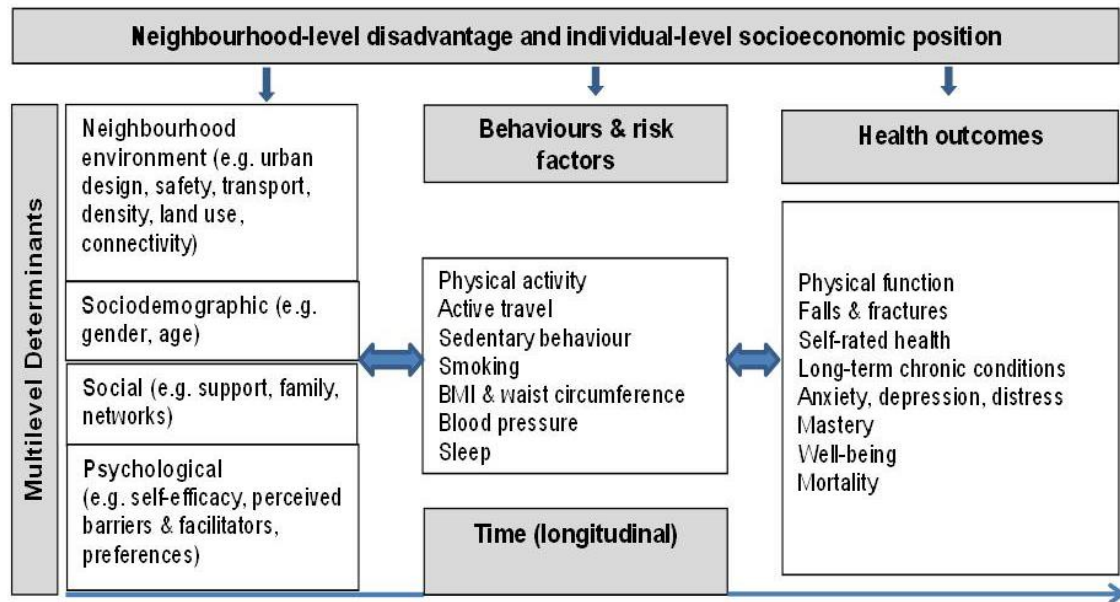 Neighbourhood-level disadvantage and individual-level socioeconomic position
Multilevel Determinants
Neighbourhood
environment (e.g. urban
design, safety, transport,
density, land use,
connectivity)
Sociodemographic (e.g.
gender, age)
Social (e.g. support, family,
networks)
Psychological
(e.g. self-efficacy, perceived
barriers & facilitators,
preferences)
Behaviours & risk
factors
Physical activity
Active travel
Sedentary behaviour
Smoking
BMI & waist circumference
Blood pressure
Sleep
Time (longitudinal)
Health outcomes
Physical function
Falls & fractures
Self-rated health
Long-term chronic conditions
Anxiety, depression, distress
Mastery
Well-being
Mortality